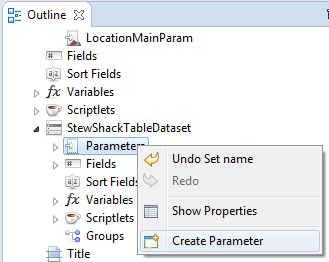 Outline
LocationMainParam
Fields
Sort Fields
fx Variables
Scriptlets
StewShackTableDataset
Parameters
Fields
Sort Fields
fx Variables
Scriptlets
Groups
Title
Undo Set name
Redo
Show Properties
Create Parameter